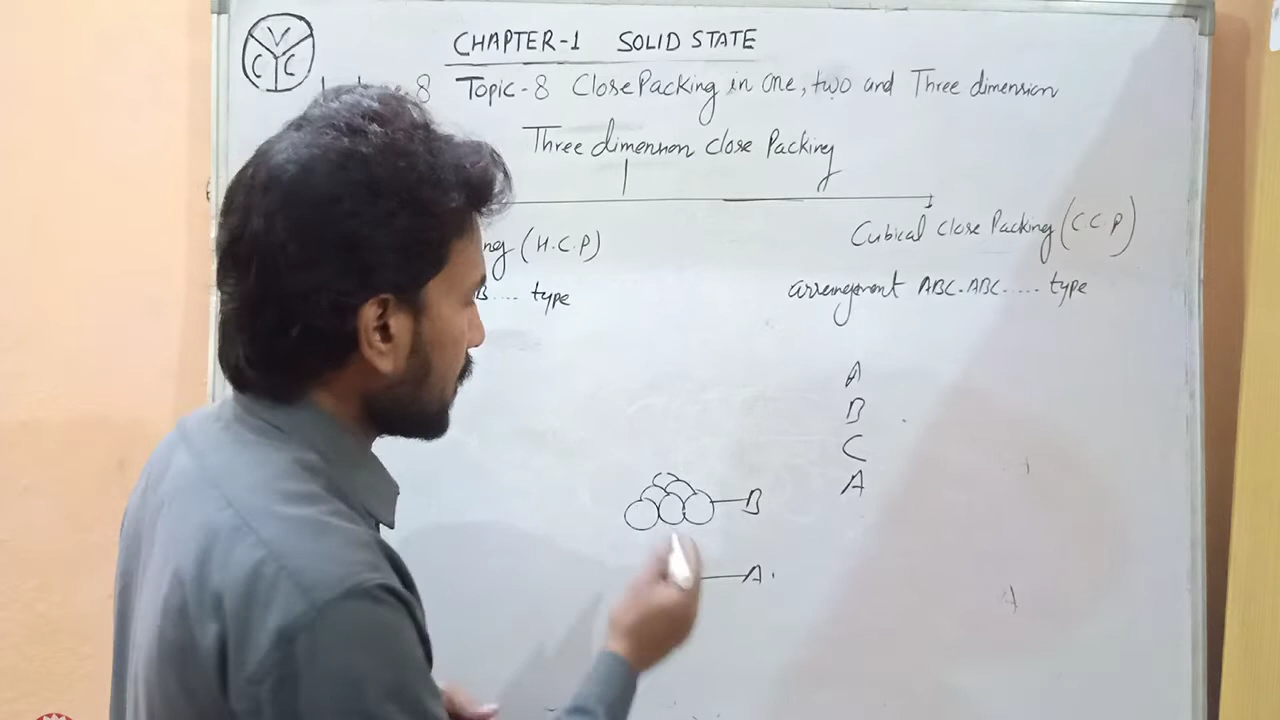 V
C C
CHAPTER-1 SOLID STATE
8 Topic-8 Close Packing in one, two and Three dimension
Three dimension close Packing
ng (H.C.P) Cubical Close Packing (CCP)
B.... type arrangement ABC.ABC..... type
A
B
C
A
B
A
A